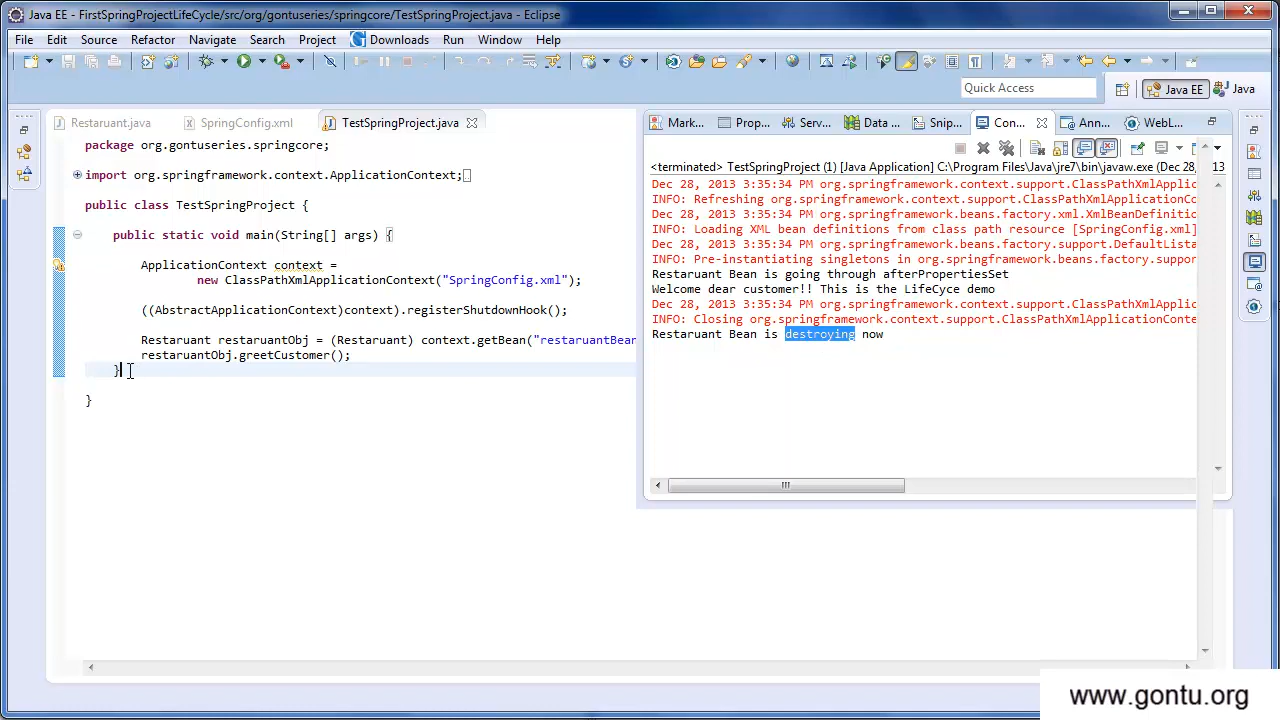 Java EE - FirstSpringProjectLifeCycle/src/org/gontuseries/springcore/TestSpringProject.java - Eclipse
File Edit Source Refactor Navigate Search Project Downloads Run Window Help
Quick Access
Java EE Java
Restaruant.java SpringConfig.xml TestSpringProject.java
Mark... Prop... Serv... Data ... Snip... Con... Ann... WebL...
package org.gontuseries.springcore;
import org.springframework.context.ApplicationContext;
public class TestSpringProject {
public static void main(String[] args) {
ApplicationContext context =
new ClassPathXmlApplicationContext("SpringConfig.xml");
((AbstractApplicationContext)context).registerShutdownHook();
Restaruant restaruantObj = (Restaruant) context.getBean("restaruantBean
restaruantObj.greetCustomer();
}
}
<terminated> TestSpringProject (1) [Java Application] C:\Program Files\Java\jre7\bin\javaw.exe (Dec 28, 13
Dec 28, 2013 3:35:34 PM org.springframework.context.support.ClassPathXmlApplic
INFO: Refreshing org.springframework.context.support.ClassPathXmlApplicationCo
Dec 28, 2013 3:35:34 PM org.springframework.beans.factory.xml.XmlBeanDefinitio
INFO: Loading XML bean definitions from class path resource [SpringConfig.xml]
Dec 28, 2013 3:35:34 PM org.springframework.beans.factory.support.DefaultLista
INFO: Pre-instantiating singletons in org.springframework.beans.factory.suppor
Restaruant Bean is going through afterPropertiesSet
Welcome dear customer!! This is the LifeCyce demo
Dec 28, 2013 3:35:34 PM org.springframework.context.support.ClassPathXmlApplic
INFO: Closing org.springframework.context.support.ClassPathXmlApplicationConte
Restaruant Bean is destroying now
www.gontu.org